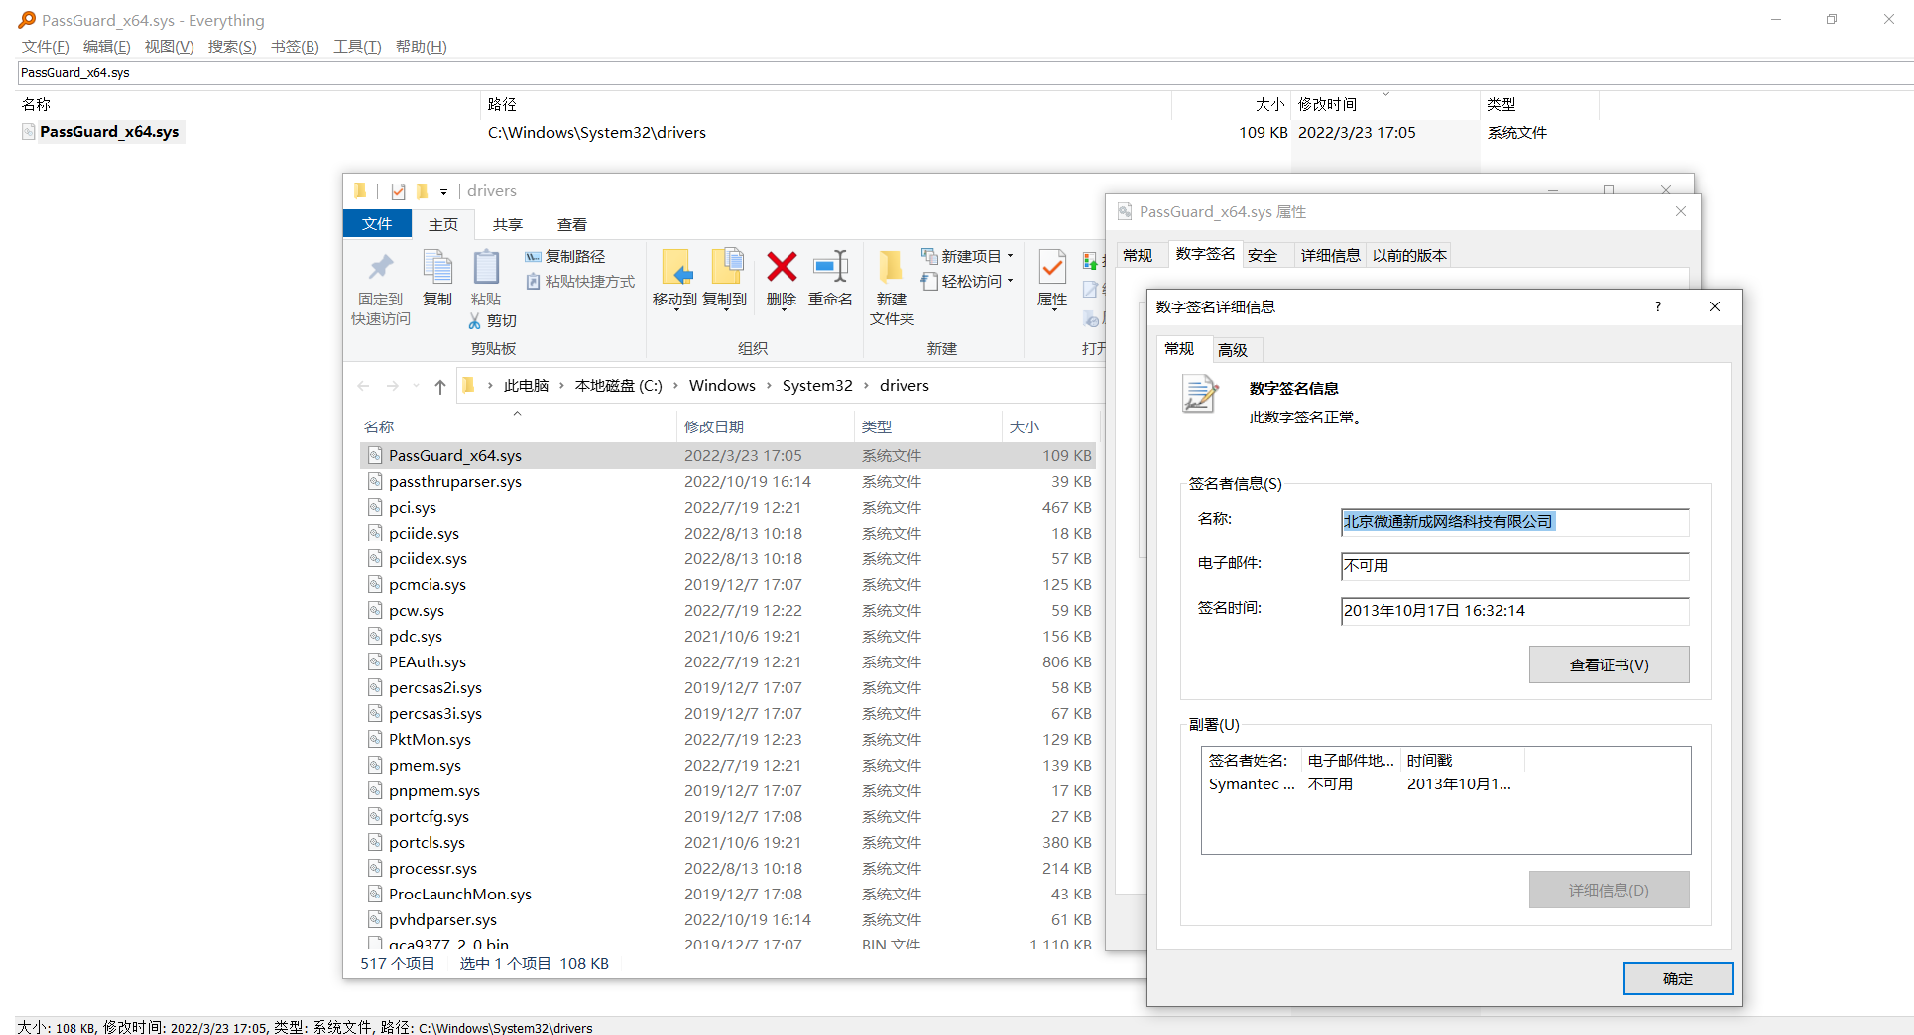 PassGuard_x64.sys - Everything
文件(F) 编辑(E) 视图(V) 搜索(S) 书签(B) 工具(T) 帮助(H)
PassGuard_x64.sys
名称 路径 大小 修改时间 类型
PassGuard_x64.sys C:\Windows\System32\drivers 109 KB 2022/3/23 17:05 系统文件
drivers
文件 主页 共享 查看
固定到
快速访问
复制
粘贴
复制路径
粘贴快捷方式
剪切
剪贴板
移动到 复制到 删除 重命名
组织
新建
文件夹
新建项目
轻松访问
新建
属性
打开
此电脑 › 本地磁盘 (C:) › Windows › System32 › drivers
名称 修改日期 类型 大小
PassGuard_x64.sys 2022/3/23 17:05 系统文件 109 KB
passthruparser.sys 2022/10/19 16:14 系统文件 39 KB
pci.sys 2022/7/19 12:21 系统文件 467 KB
pciide.sys 2022/8/13 10:18 系统文件 18 KB
pciidex.sys 2022/8/13 10:18 系统文件 57 KB
pcmcia.sys 2019/12/7 17:07 系统文件 125 KB
pcw.sys 2022/7/19 12:22 系统文件 59 KB
pdc.sys 2021/10/6 19:21 系统文件 156 KB
PEAuth.sys 2022/7/19 12:21 系统文件 806 KB
percsas2i.sys 2019/12/7 17:07 系统文件 58 KB
percsas3i.sys 2019/12/7 17:07 系统文件 67 KB
PktMon.sys 2022/7/19 12:23 系统文件 129 KB
pmem.sys 2022/7/19 12:21 系统文件 139 KB
pnpmem.sys 2019/12/7 17:07 系统文件 17 KB
portcfg.sys 2019/12/7 17:08 系统文件 27 KB
portcls.sys 2021/10/6 19:21 系统文件 380 KB
processr.sys 2022/8/13 10:18 系统文件 214 KB
ProcLaunchMon.sys 2019/12/7 17:08 系统文件 43 KB
pvhdparser.sys 2022/10/19 16:14 系统文件 61 KB
qca9377_2_0.bin 2019/12/7 17:07 BIN 文件 1,110 KB
517 个项目 选中 1 个项目 108 KB
PassGuard_x64.sys 属性
常规 数字签名 安全 详细信息 以前的版本
数字签名详细信息
常规 高级
数字签名信息
此数字签名正常。
签名者信息(S)
名称: 北京微通新成网络科技有限公司
电子邮件: 不可用
签名时间: 2013年10月17日 16:32:14
查看证书(V)
副署(U)
签名者姓名: 电子邮件地... 时间戳
Symantec ... 不可用 2013年10月1...
详细信息(D)
确定
大小: 108 KB, 修改时间: 2022/3/23 17:05, 类型: 系统文件, 路径: C:\Windows\System32\drivers